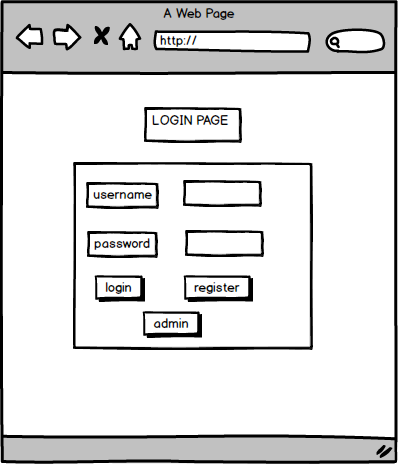 A Web Page
http://
LOGIN PAGE
username
password
login register
admin